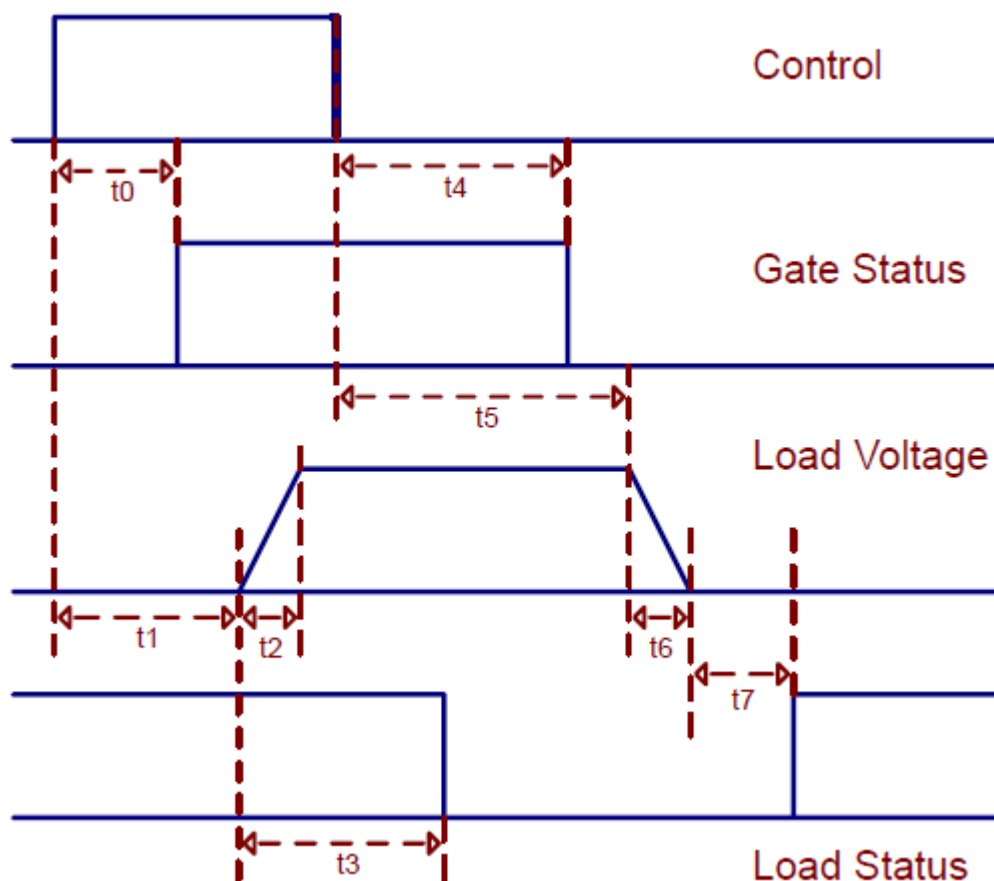 Control
t0
t4
Gate Status
t5
Load Voltage
t1
t2
t6
t7
t3
Load Status